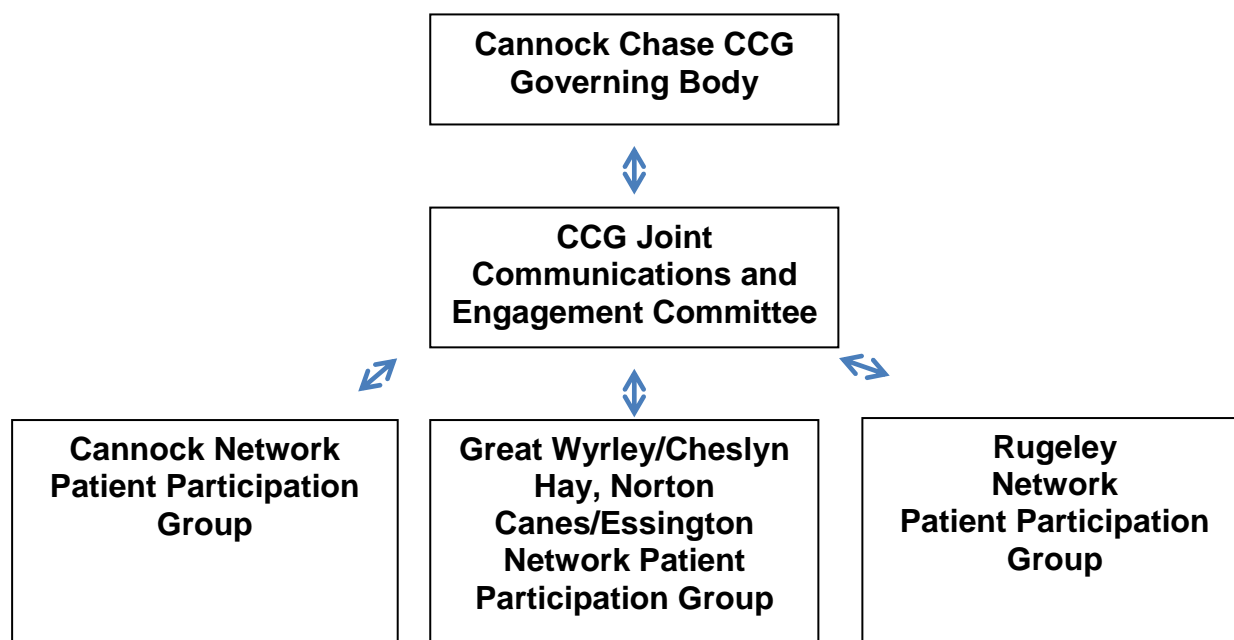 Cannock Chase CCG
Governing Body
CCG Joint
Communications and
Engagement Committee
Cannock Network
Patient Participation
Group
Great Wyrley/Cheslyn
Hay, Norton
Canes/Essington
Network Patient
Participation Group
Rugeley
Network
Patient Participation
Group